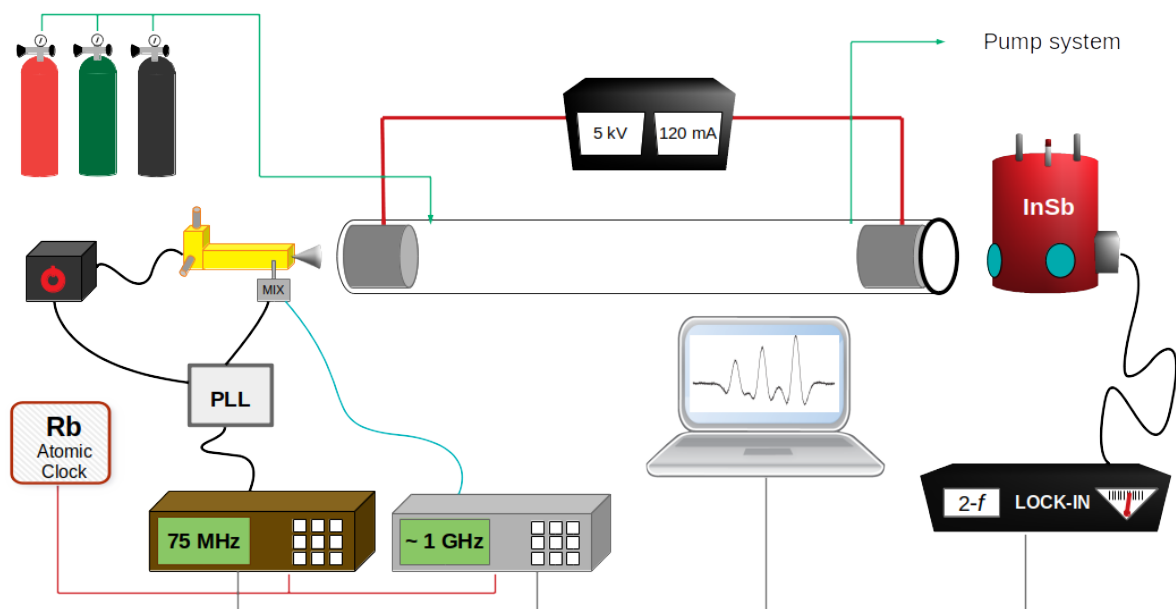 Pump system
5 kV
120 mA
InSb
MIX
PLL
Rb
Atomic
Clock
75 MHz
~ 1 GHz
2-f
LOCK-IN